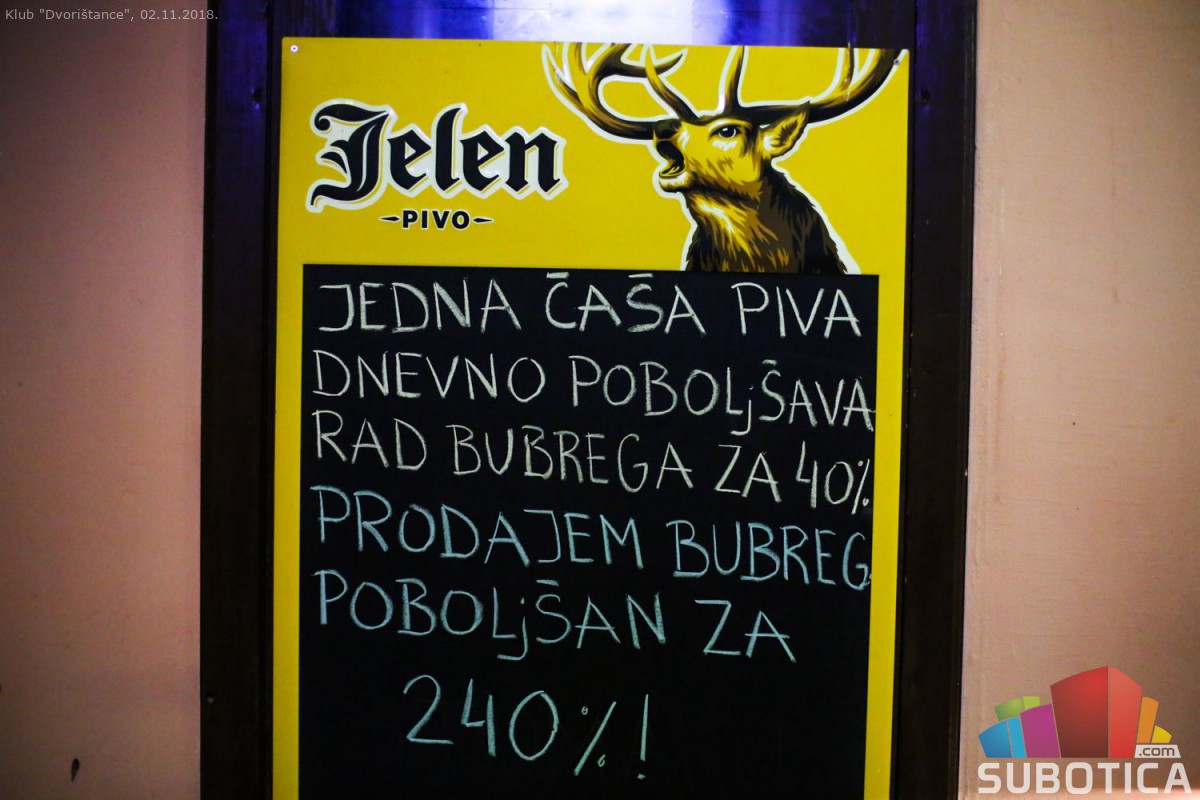 Klub "Dvorištance", 02.11.2018.
Jelen
PIVO
JEDNA ČAŠA PIVA
DNEVNO POBOLjŠAVA
RAD BUBREGA ZA 40%
PRODAJEM BUBREG
POBOLjŠAN ZA
240%!
.com
SUBOTICA